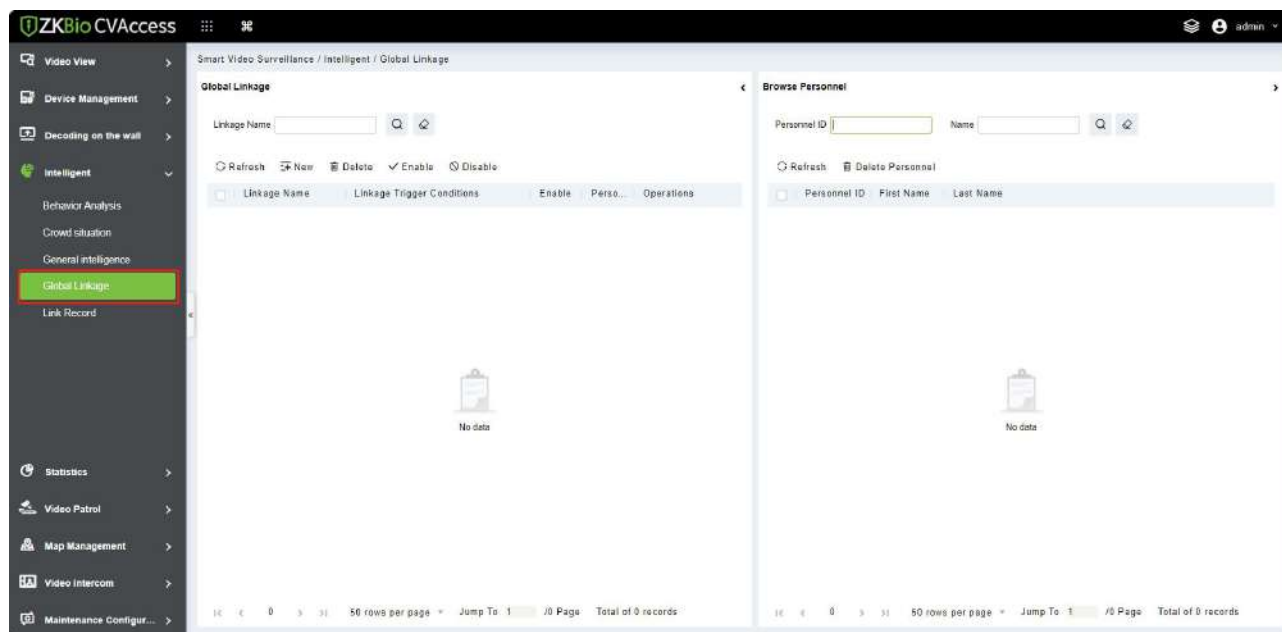 ZKBio CVAccess
admin
Video View
Device Management
Decoding on the wall
Intelligent
Behavior Analysis
Crowd situation
General intelligence
Global Linkage
Link Record
Statistics
Video Patrol
Map Management
Video Intercom
Maintenance Configur...
Smart Video Surveillance / Intelligent / Global Linkage
Global Linkage
Linkage Name
Refresh New Delete Enable Disable
Linkage Name Linkage Trigger Conditions Enable Perso... Operations
No data
0 50 rows per page Jump To 1 /0 Page Total of 0 records
Browse Personnel
Personnel ID Name
Refresh Delete Personnel
Personnel ID First Name Last Name
No data
0 50 rows per page Jump To 1 /0 Page Total of 0 records